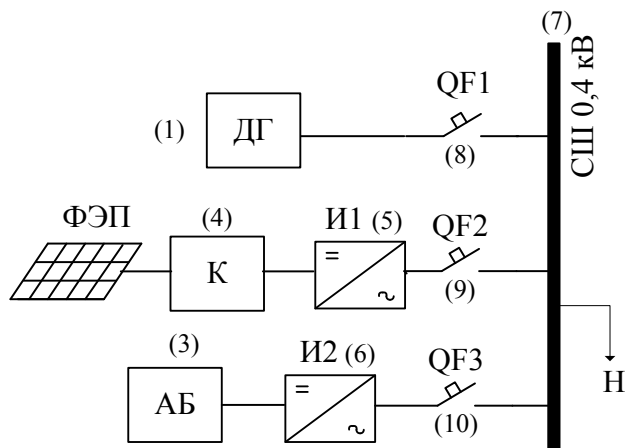 (7)
СШ 0,4 кВ
QF1
(1)
ДГ
(8)
ФЭП
(4)
И1 (5)
QF2
К
=
~
(9)
(3)
И2 (6)
QF3
АБ
=
~
(10)
Н